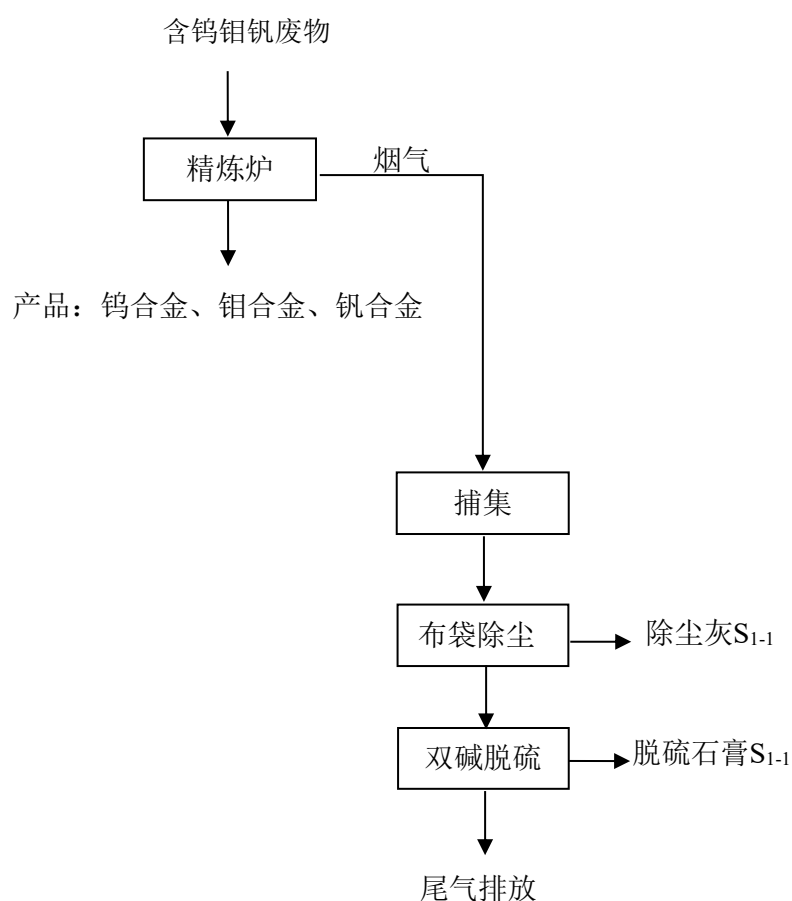 含钨钼钒废物
精炼炉
烟气
产品：钨合金、钼合金、钒合金
捕集
布袋除尘
除尘灰S1-1
双碱脱硫
脱硫石膏S1-1
尾气排放